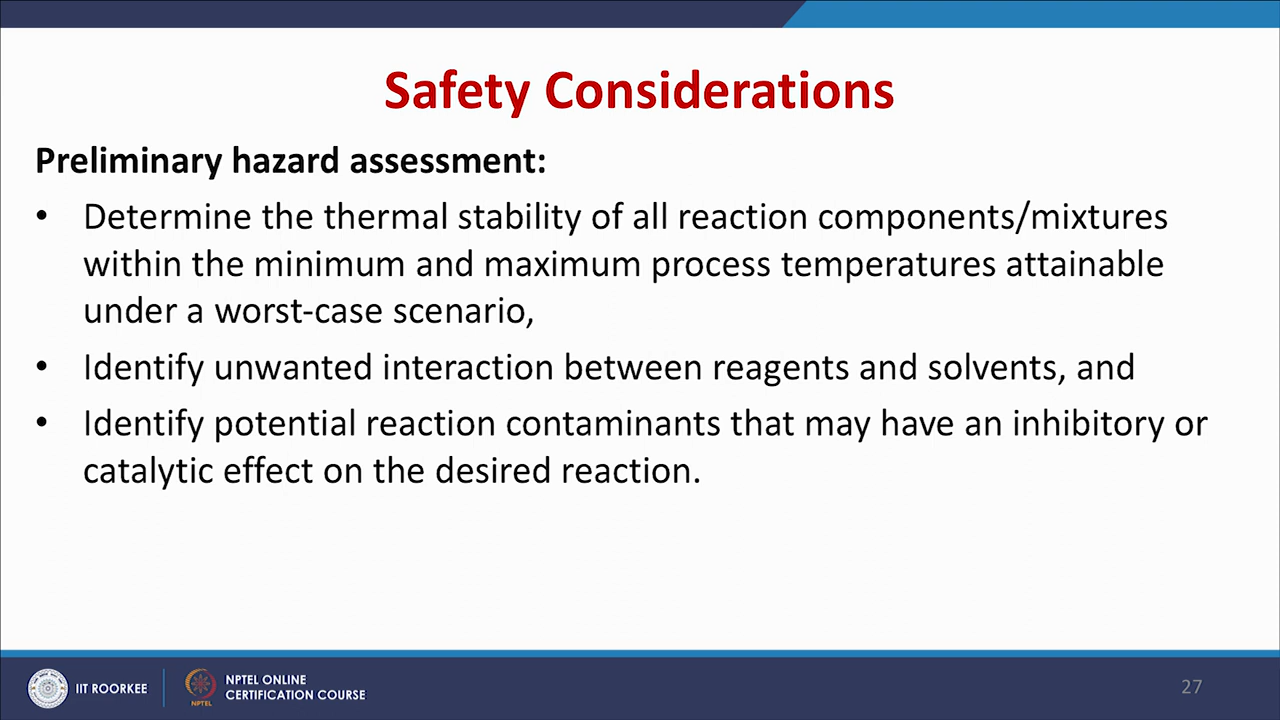 Safety Considerations
Preliminary hazard assessment:
• Determine the thermal stability of all reaction components/mixtures
within the minimum and maximum process temperatures attainable
under a worst-case scenario,
• Identify unwanted interaction between reagents and solvents, and
• Identify potential reaction contaminants that may have an inhibitory or
catalytic effect on the desired reaction.
IIT ROORKEE
NPTEL
NPTEL ONLINE
CERTIFICATION COURSE
27